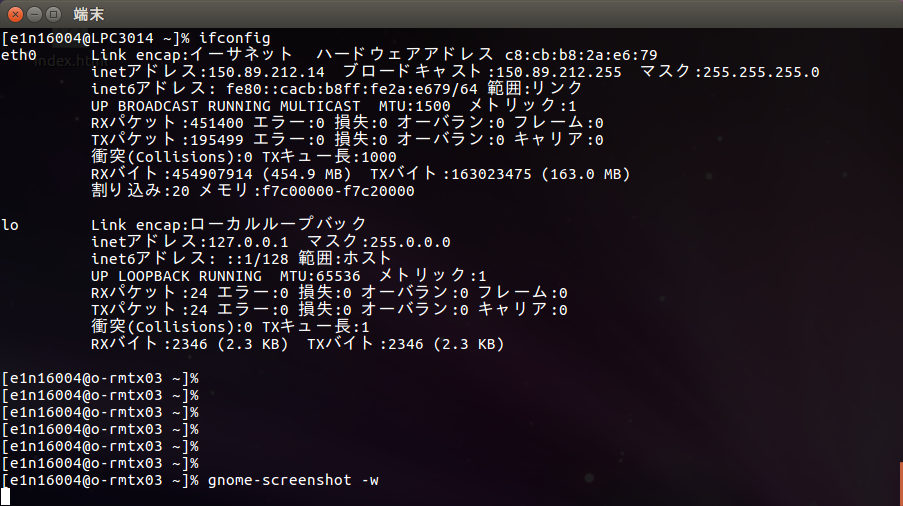 端末
[e1n16004@LPC3014 ~]% ifconfig
eth0 Link encap:イーサネット ハードウェアアドレス c8:cb:b8:2a:e6:79
inetアドレス:150.89.212.14 ブロードキャスト:150.89.212.255 マスク:255.255.255.0
inet6アドレス: fe80::cacb:b8ff:fe2a:e679/64 範囲:リンク
UP BROADCAST RUNNING MULTICAST MTU:1500 メトリック:1
RXパケット:451400 エラー:0 損失:0 オーバラン:0 フレーム:0
TXパケット:195499 エラー:0 損失:0 オーバラン:0 キャリア:0
衝突(Collisions):0 TXキュー長:1000
RXバイト:454907914 (454.9 MB) TXバイト:163023475 (163.0 MB)
割り込み:20 メモリ:f7c00000-f7c20000
lo Link encap:ローカルループバック
inetアドレス:127.0.0.1 マスク:255.0.0.0
inet6アドレス: ::1/128 範囲:ホスト
UP LOOPBACK RUNNING MTU:65536 メトリック:1
RXパケット:24 エラー:0 損失:0 オーバラン:0 フレーム:0
TXパケット:24 エラー:0 損失:0 オーバラン:0 キャリア:0
衝突(Collisions):0 TXキュー長:1
RXバイト:2346 (2.3 KB) TXバイト:2346 (2.3 KB)
[e1n16004@o-rmtx03 ~]%
[e1n16004@o-rmtx03 ~]%
[e1n16004@o-rmtx03 ~]%
[e1n16004@o-rmtx03 ~]%
[e1n16004@o-rmtx03 ~]%
[e1n16004@o-rmtx03 ~]%
[e1n16004@o-rmtx03 ~]% gnome-screenshot -w